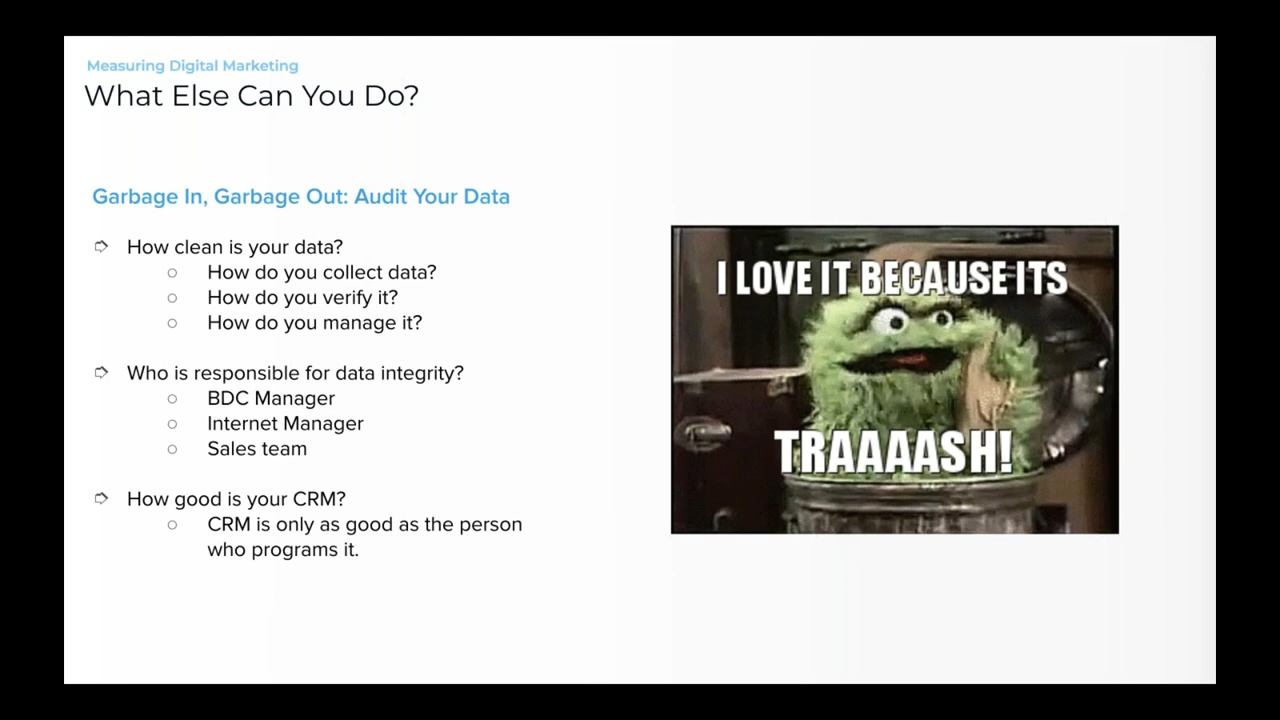 Measuring Digital Marketing
What Else Can You Do?
Garbage In, Garbage Out: Audit Your Data
➩ How clean is your data?
○ How do you collect data?
○ How do you verify it?
○ How do you manage it?
➩ Who is responsible for data integrity?
○ BDC Manager
○ Internet Manager
○ Sales team
➩ How good is your CRM?
○ CRM is only as good as the person
who programs it.
I LOVE IT BECAUSE ITS
TRAAAASH!